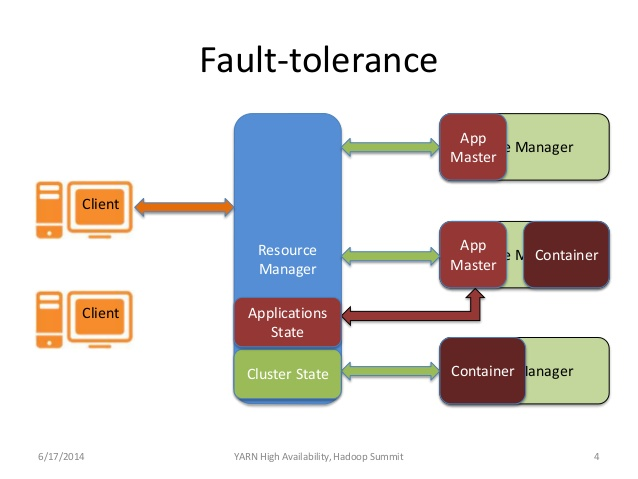 Fault-tolerance
App
Master
e Manager
Client
Resource
Manager
App
Master
Container
Client
Applications
State
Cluster State
Container
anager
6/17/2014
YARN High Availability, Hadoop Summit
4